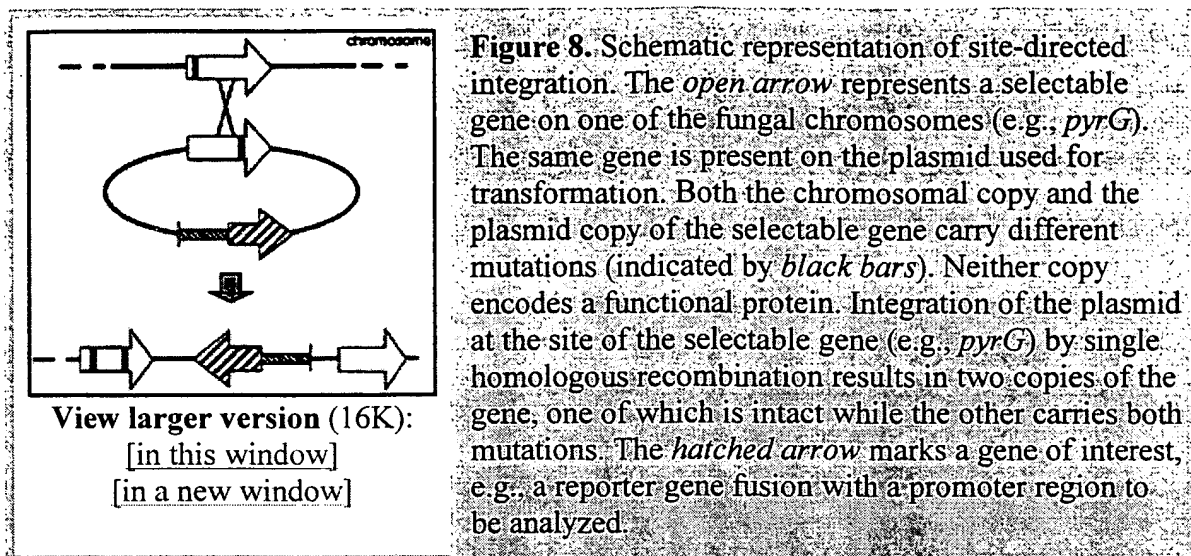 chromosome
View larger version (16K):
[in this window]
[in a new window]
Figure 8. Schematic representation of site-directed
integration. The open arrow represents a selectable
gene on one of the fungal chromosomes (e.g., pyrG).
The same gene is present on the plasmid used for
transformation. Both the chromosomal copy and the
plasmid copy of the selectable gene carry different
mutations (indicated by black bars). Neither copy
encodes a functional protein. Integration of the plasmid
at the site of the selectable gene (e.g., pyrG) by single
homologous recombination results in two copies of the
gene, one of which is intact while the other carries both
mutations. The hatched arrow marks a gene of interest,
e.g., a reporter gene fusion with a promoter region to
be analyzed.